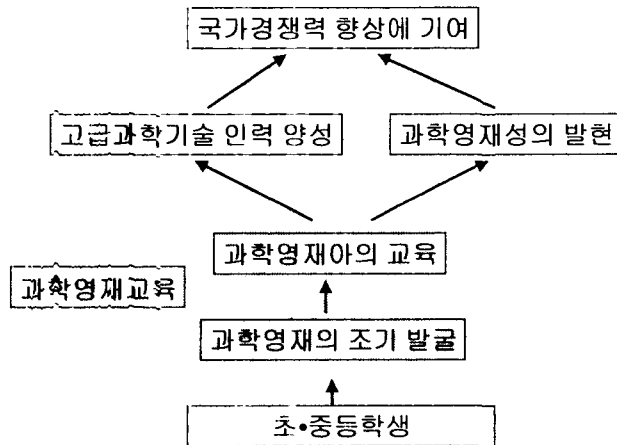 국가경쟁력 향상에 기여
고급과학기술 인력 양성
과학영재성의 발현
과학영재아의 교육
과학영재교육
과학영재의 조기 발굴
초•중등학생